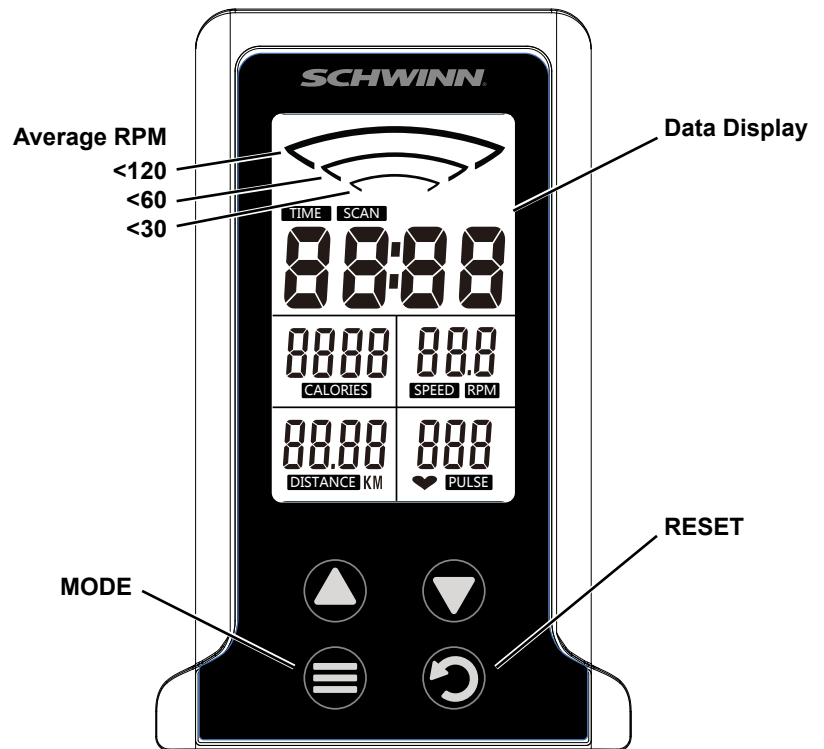 SCHWINN
Average RPM
Data Display
<120
<60
<30
TIME SCAN
88:88
8888
88.8
CALORIES
SPEED RPM
88.88
888
DISTANCE KM
PULSE
RESET
MODE